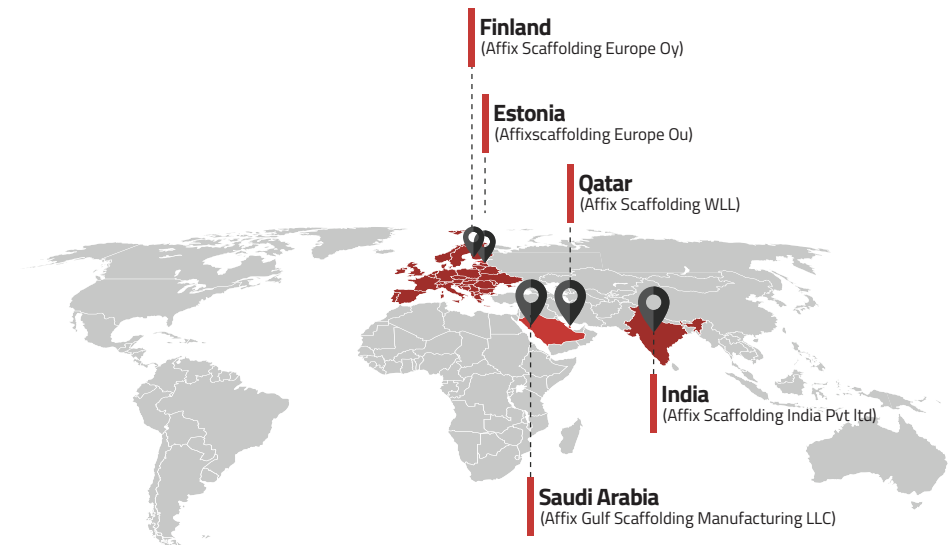 Finland
(Affix Scaffolding Europe Oy)
Estonia
(Affixscaffolding Europe Ou)
Qatar
(Affix Scaffolding WLL)
India
(Affix Scaffolding India Pvt ltd)
Saudi Arabia
(Affix Gulf Scaffolding Manufacturing LLC)